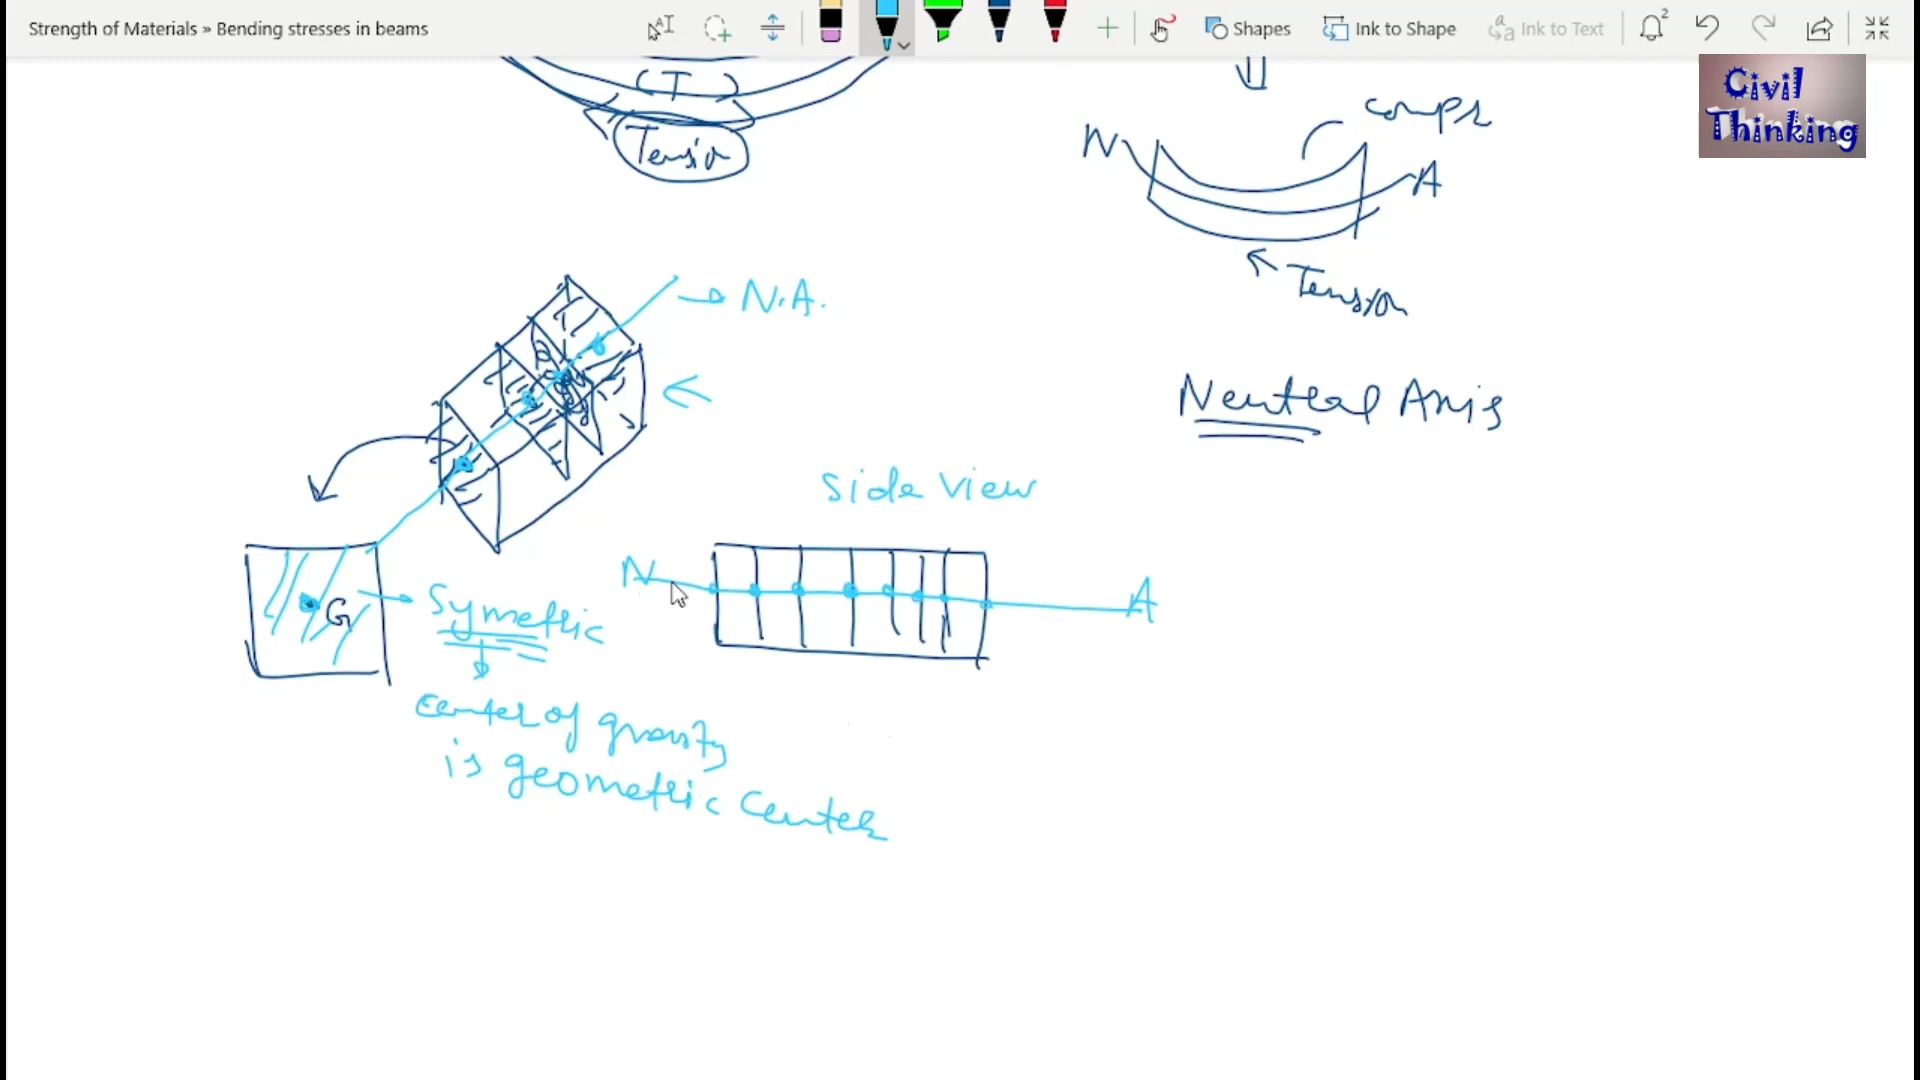 Strength of Materials » Bending stresses in beams
Shapes
Ink to Shape
Ink to Text
2
Civil
Thinking
(T)
Tension
compr
N
A
Tension
N.A.
Neutral Axis
Side View
N
A
G
Symetric
center of gravity
is geometric center